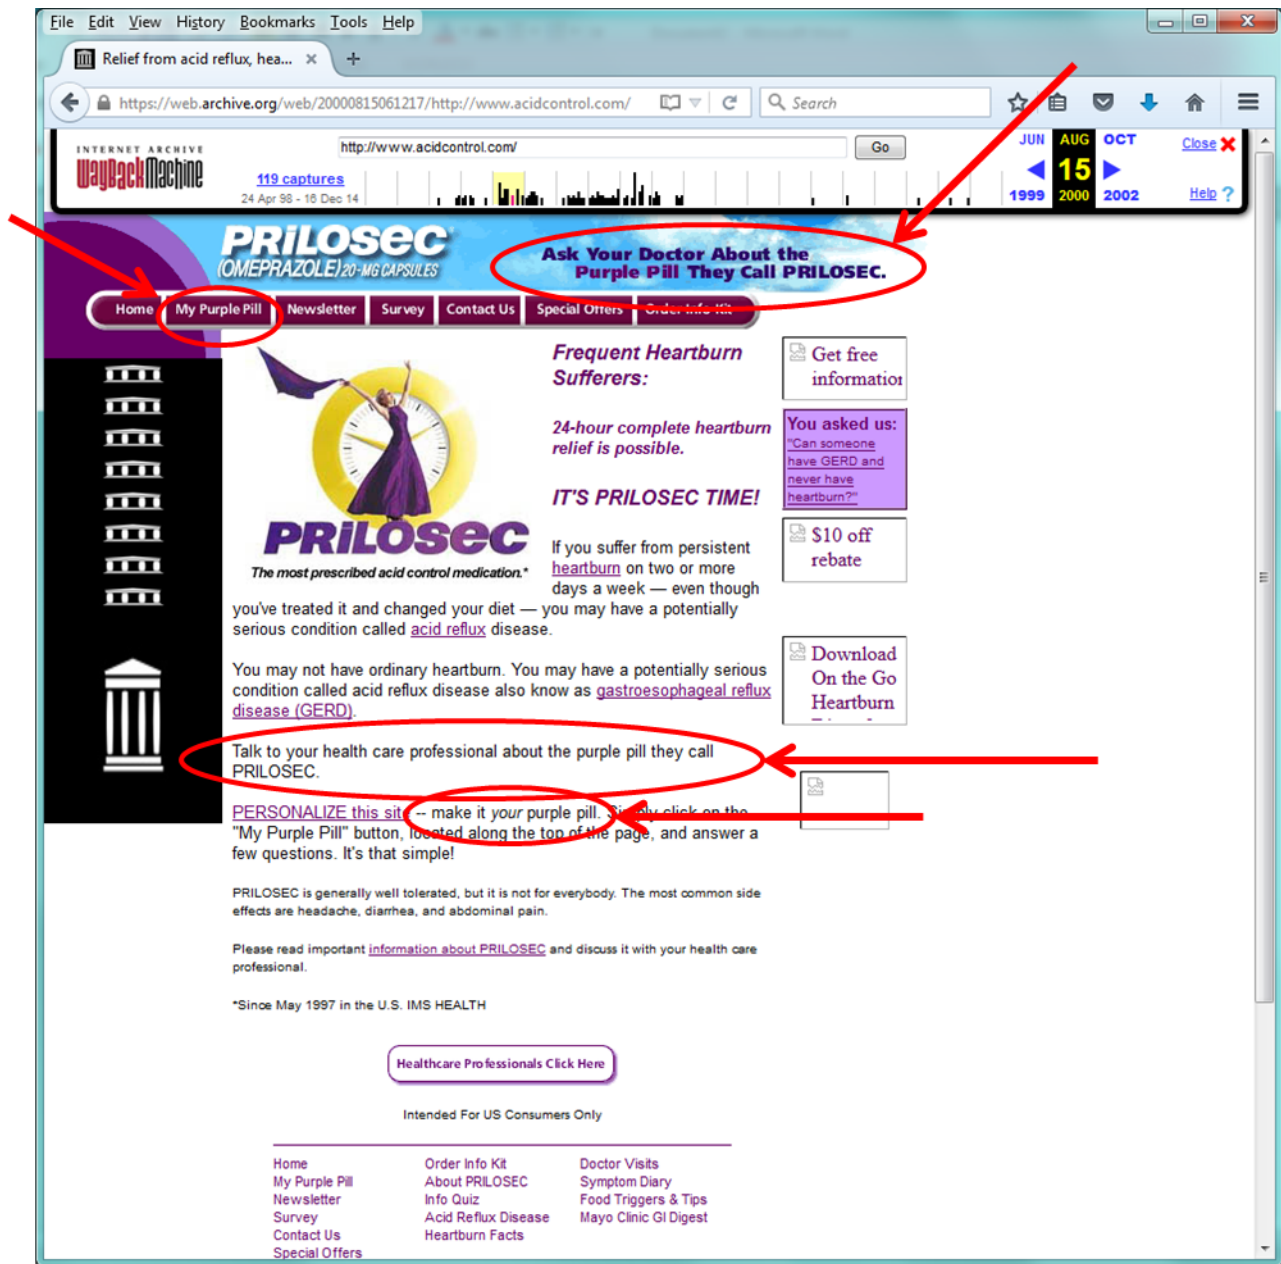 File Edit View History Bookmarks Tools Help
Relief from acid reflux, hea...
https://web.archive.org/web/20000815061217/http://www.acidcontrol.com/
Search
INTERNET ARCHIVE
WayBackMachine
http://www.acidcontrol.com/
Go
119 captures
24 Apr 98 - 16 Dec 14
JUN AUG OCT
15
1999 2000 2002
Close
Help ?
PRiLOSEC
(OMEPRAZOLE) 20-MG CAPSULES
Ask Your Doctor About the
Purple Pill They Call PRILOSEC.
Home My Purple Pill Newsletter Survey Contact Us Special Offers Order Info Kit
PRiLOSEC
The most prescribed acid control medication.*
Frequent Heartburn
Sufferers:
24-hour complete heartburn
relief is possible.
IT'S PRILOSEC TIME!
If you suffer from persistent
heartburn on two or more
days a week — even though
you've treated it and changed your diet — you may have a potentially
serious condition called acid reflux disease.
You may not have ordinary heartburn. You may have a potentially serious
condition called acid reflux disease also know as gastroesophageal reflux
disease (GERD).
Talk to your health care professional about the purple pill they call
PRILOSEC.
PERSONALIZE this site -- make it your purple pill. Simply click on the
"My Purple Pill" button, located along the top of the page, and answer a
few questions. It's that simple!
PRILOSEC is generally well tolerated, but it is not for everybody. The most common side
effects are headache, diarrhea, and abdominal pain.
Please read important information about PRILOSEC and discuss it with your health care
professional.
*Since May 1997 in the U.S. IMS HEALTH
Get free
information
You asked us:
"Can someone
have GERD and
never have
heartburn?"
$10 off
rebate
Download
On the Go
Heartburn
Healthcare Professionals Click Here
Intended For US Consumers Only
Home Order Info Kit Doctor Visits
My Purple Pill About PRILOSEC Symptom Diary
Newsletter Info Quiz Food Triggers & Tips
Survey Acid Reflux Disease Mayo Clinic GI Digest
Contact Us Heartburn Facts
Special Offers